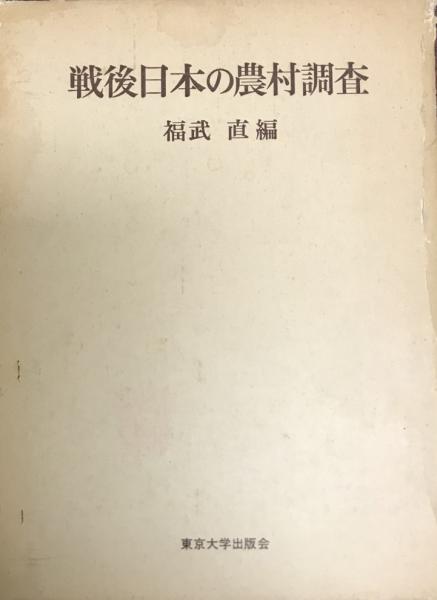 戦後日本の農村調査
福武 直編
東京大学出版会